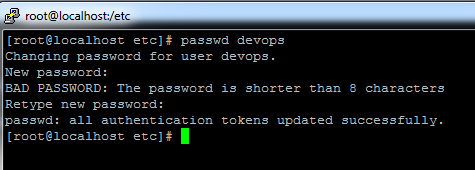 root@localhost:/etc
[root@localhost etc]# passwd devops
Changing password for user devops.
New password:
BAD PASSWORD: The password is shorter than 8 characters
Retype new password:
passwd: all authentication tokens updated successfully.
[root@localhost etc]#